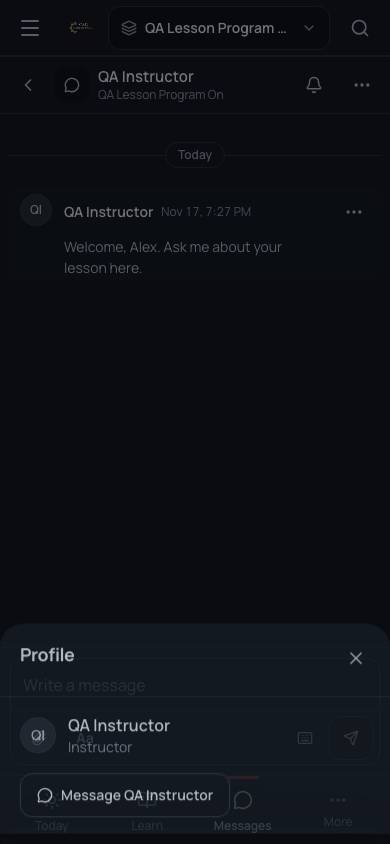 QA Lesson Program ...
QA Instructor
QA Lesson Program On
Today
QI
QA Instructor Nov 17, 7:27 PM
Welcome, Alex. Ask me about your
lesson here.
Profile
Write a message
QI
QA Instructor
Instructor
Aa
Message QA Instructor
Today
Learn
Messages
More